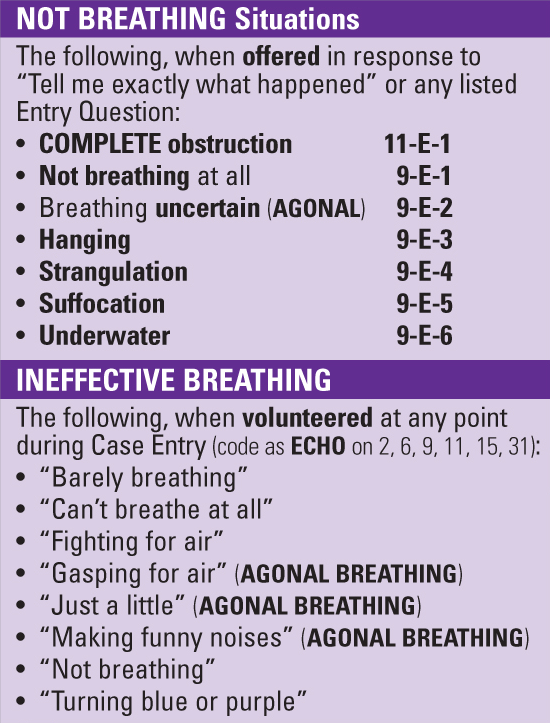 NOT BREATHING Situations
The following, when offered in response to
“Tell me exactly what happened” or any listed
Entry Question:
• COMPLETE obstruction 11-E-1
• Not breathing at all 9-E-1
• Breathing uncertain (AGONAL) 9-E-2
• Hanging 9-E-3
• Strangulation 9-E-4
• Suffocation 9-E-5
• Underwater 9-E-6
INEFFECTIVE BREATHING
The following, when volunteered at any point
during Case Entry (code as ECHO on 2, 6, 9, 11, 15, 31):
• “Barely breathing”
• “Can’t breathe at all”
• “Fighting for air”
• “Gasping for air” (AGONAL BREATHING)
• “Just a little” (AGONAL BREATHING)
• “Making funny noises” (AGONAL BREATHING)
• “Not breathing”
• “Turning blue or purple”